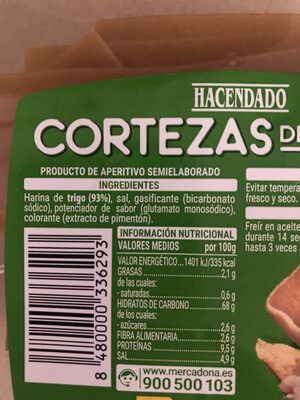 HACENDADO
CORTEZAS
PRODUCTO DE APERITIVO SEMIELABORADO
INGREDIENTES
Harina de trigo (93%), sal, gasificante (bicarbonato
sódico), potenciador de sabor (glutamato monosódico),
colorante (extracto de pimentón).
Evitar
fresco y seco.
Freír en aceite
durante 14
hasta 3 veces
INFORMACIÓN NUTRICIONAL
VALORES MEDIOS por 100g
VALOR ENERGÉTICO...1401 kJ/335 kcal
GRASAS 2,1 g
de las cuales:
- saturadas 0,6 g
HIDRATOS DE CARBONO 68 g
de los cuales:
- azúcares 2,6 g
FIBRA ALIMENTARIA 2,6 g
PROTEÍNAS 9,5 g
SAL 4,9 g
www.mercadona.es
900 500 103
8 480000 336293